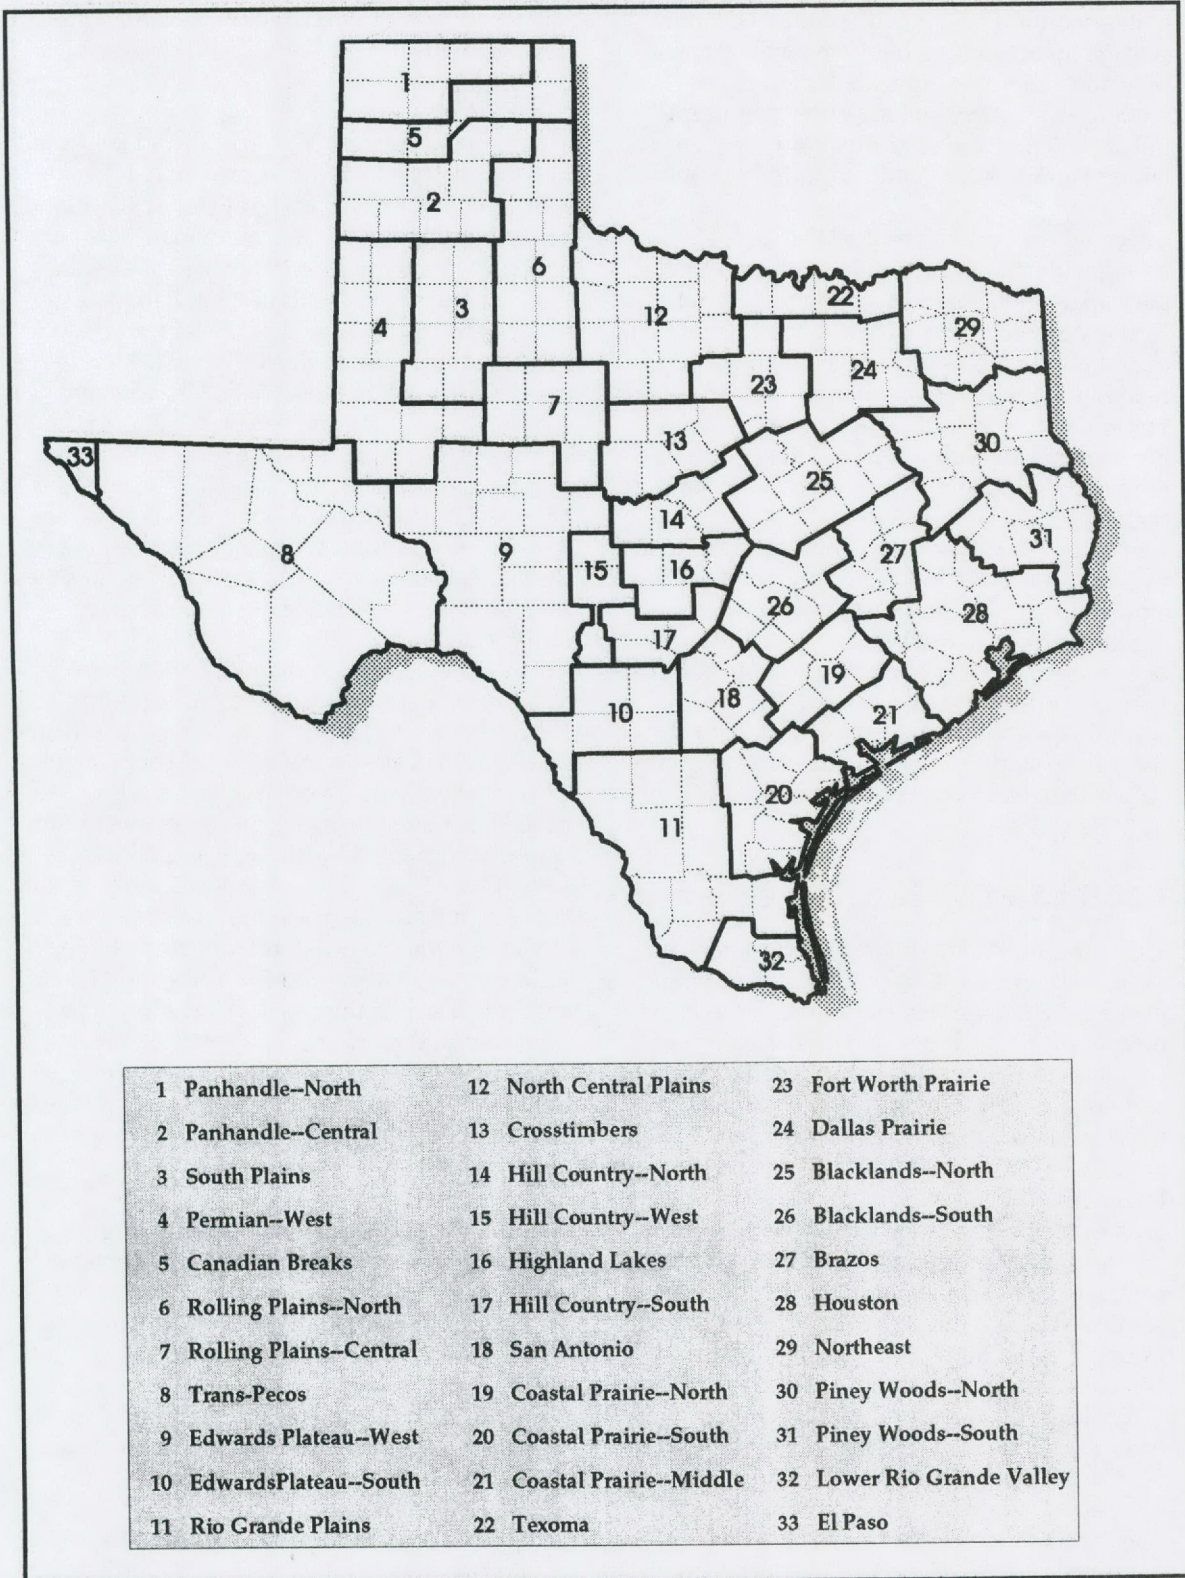 1
5
2
6
4
3
12
22
29
24
23
7
13
30
33
25
14
31
8
9
15
16
27
26
28
17
19
18
10
21
20
11
32
1 Panhandle--North
2 Panhandle--Central
3 South Plains
4 Permian--West
5 Canadian Breaks
6 Rolling Plains--North
7 Rolling Plains--Central
8 Trans-Pecos
9 Edwards Plateau--West
10 EdwardsPlateau--South
11 Rio Grande Plains
12 North Central Plains
13 Crosstimbers
14 Hill Country--North
15 Hill Country--West
16 Highland Lakes
17 Hill Country--South
18 San Antonio
19 Coastal Prairie--North
20 Coastal Prairie--South
21 Coastal Prairie--Middle
22 Texoma
23 Fort Worth Prairie
24 Dallas Prairie
25 Blacklands--North
26 Blacklands--South
27 Brazos
28 Houston
29 Northeast
30 Piney Woods--North
31 Piney Woods--South
32 Lower Rio Grande Valley
33 El Paso